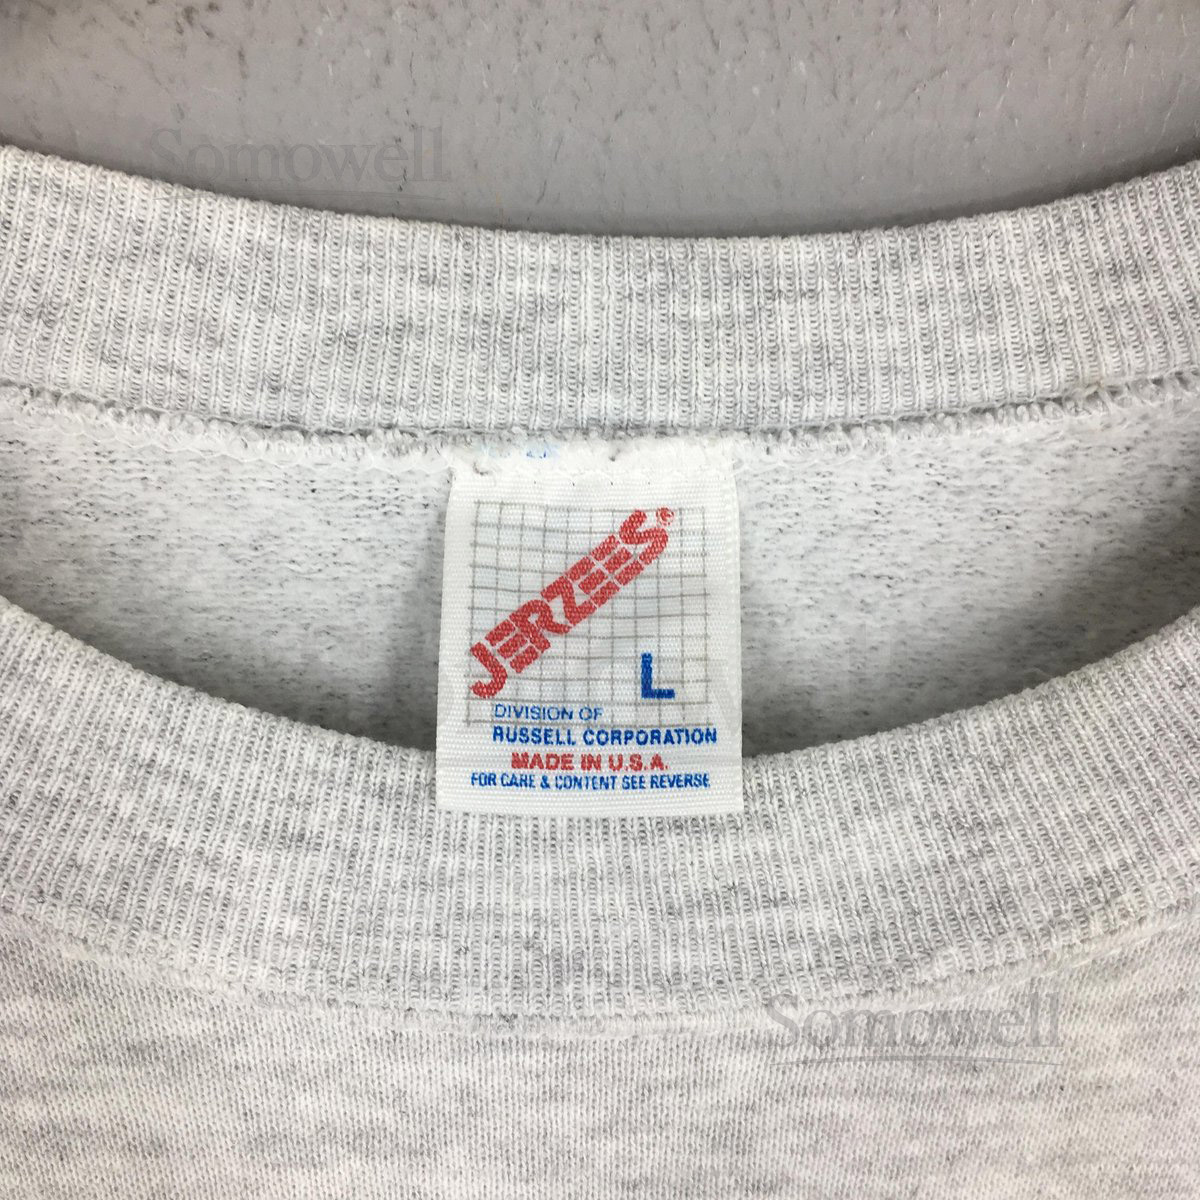 Somowell
JERZEES®
L
DIVISION OF
RUSSELL CORPORATION
MADE IN U.S.A.
FOR CARE & CONTENT SEE REVERSE
Somowell